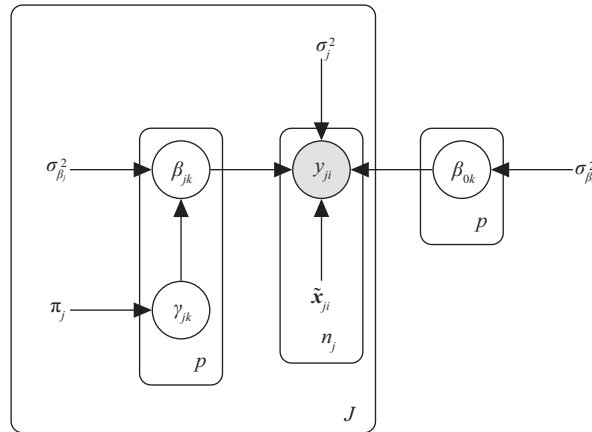 σ_j^2
σ_{β_j}^2
β_{jk}
y_{ji}
β_{0k}
σ_β^2
p
π_j
γ_{jk}
x̃_{ji}
n_j
p
J